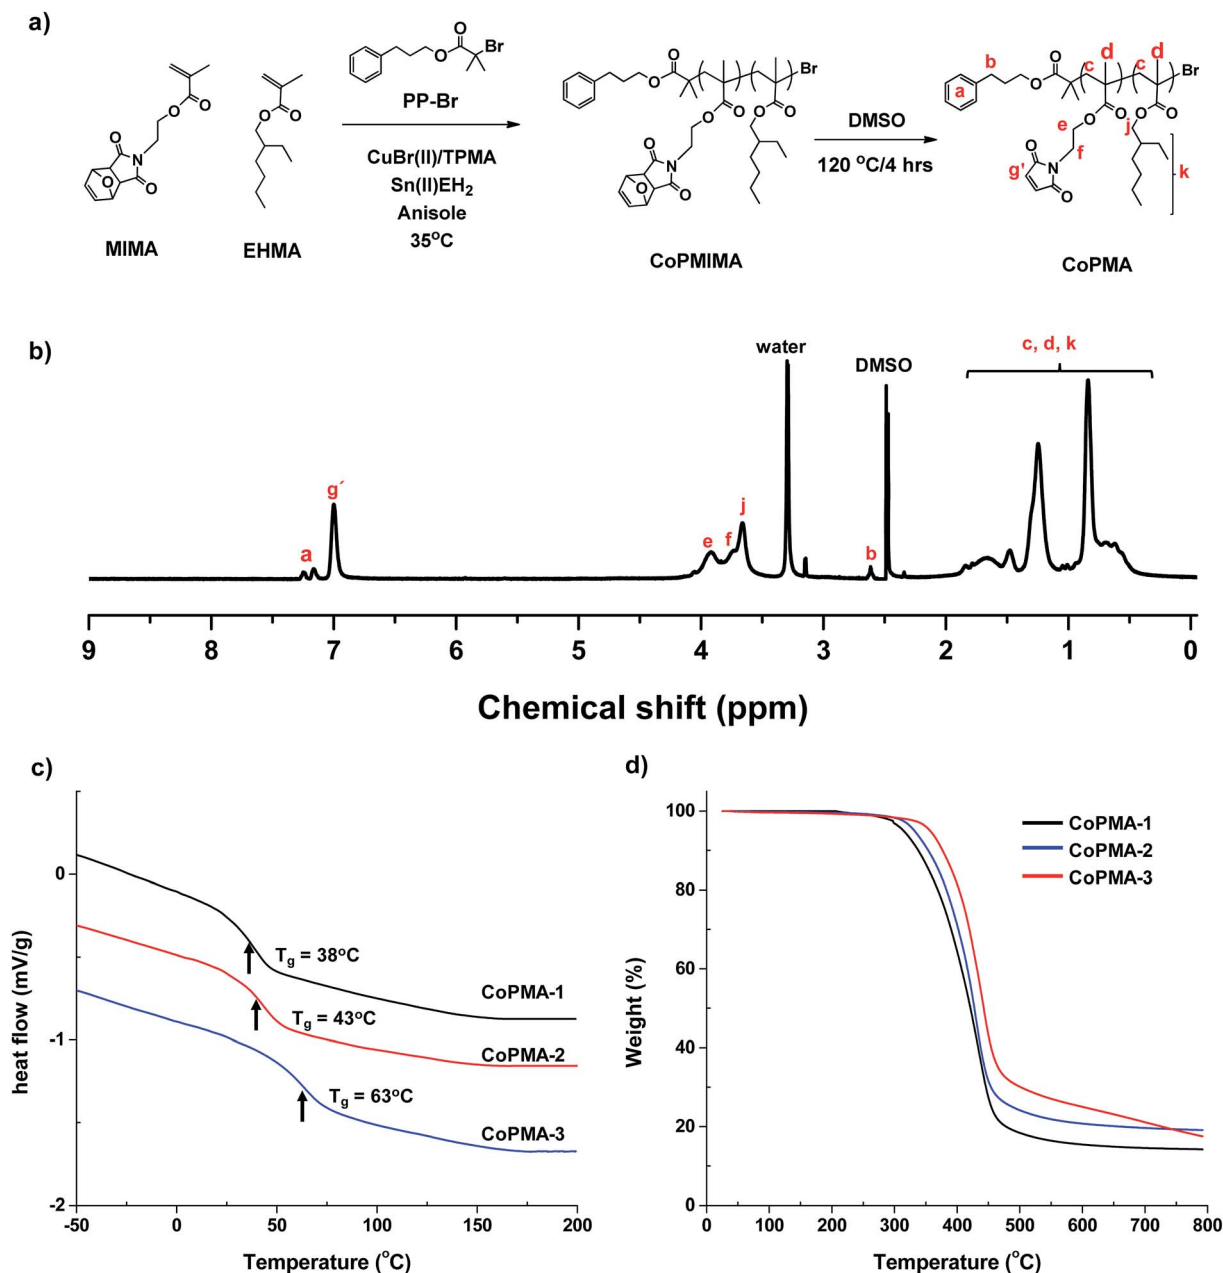 a)
O
O
Br
PP-Br
CuBr(II)/TPMA
Sn(II)EH2
Anisole
35°C
O
O
O
N
O
O
MIMA
O
O
EHMA
O
O
Br
O
O
O
O
O
N
O
O
CoPMIMA
DMSO
120 °C/4 hrs
a
b
O
O
c
d
c
d
Br
O
O
O
O
e
f
j
k
O
N
O
g'
CoPMA
b)
a
g´
e
f
j
water
b
DMSO
c, d, k
9 8 7 6 5 4 3 2 1 0
Chemical shift (ppm)
c)
heat flow (mV/g)
0
-1
-2
Tg = 38°C
CoPMA-1
Tg = 43°C
CoPMA-2
Tg = 63°C
CoPMA-3
-50 0 50 100 150 200
Temperature (°C)
d)
Weight (%)
100
80
60
40
20
0
CoPMA-1
CoPMA-2
CoPMA-3
0 100 200 300 400 500 600 700 800
Temperature (°C)